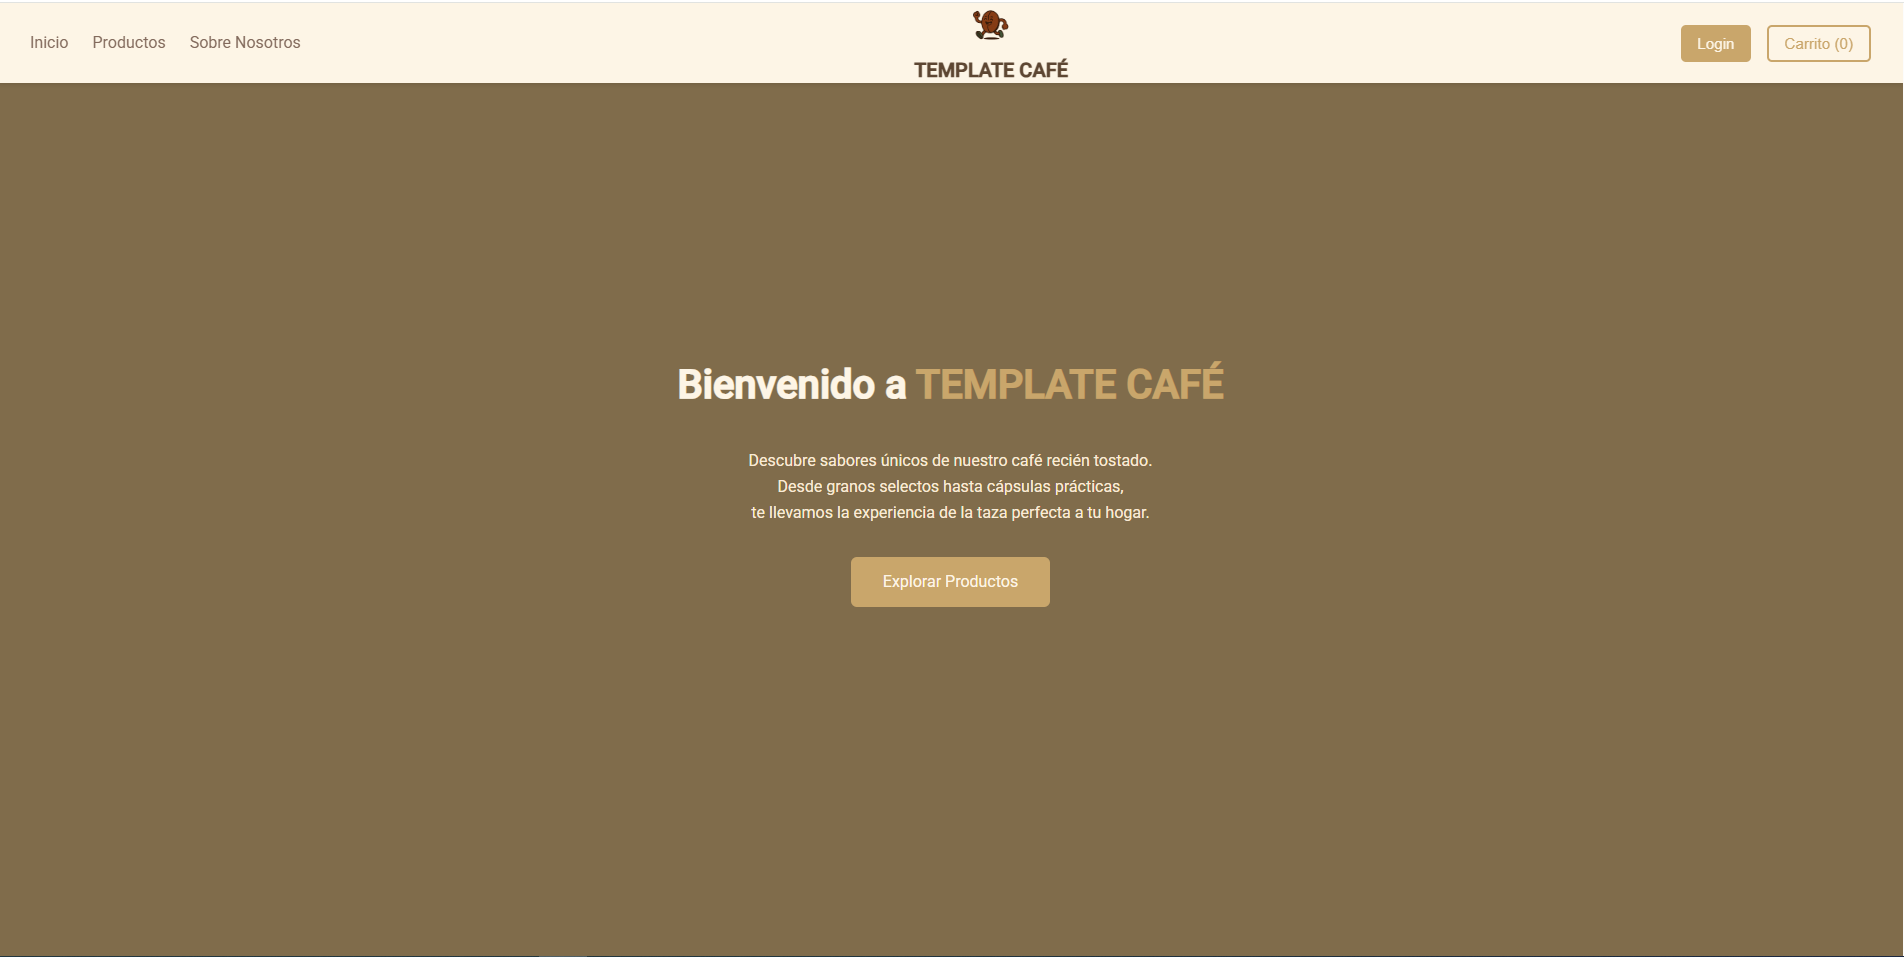 Inicio
Productos
Sobre Nosotros
TEMPLATE CAFÉ
Login
Carrito (0)
Bienvenido a TEMPLATE CAFÉ
Descubre sabores únicos de nuestro café recién tostado.
Desde granos selectos hasta cápsulas prácticas,
te llevamos la experiencia de la taza perfecta a tu hogar.
Explorar Productos